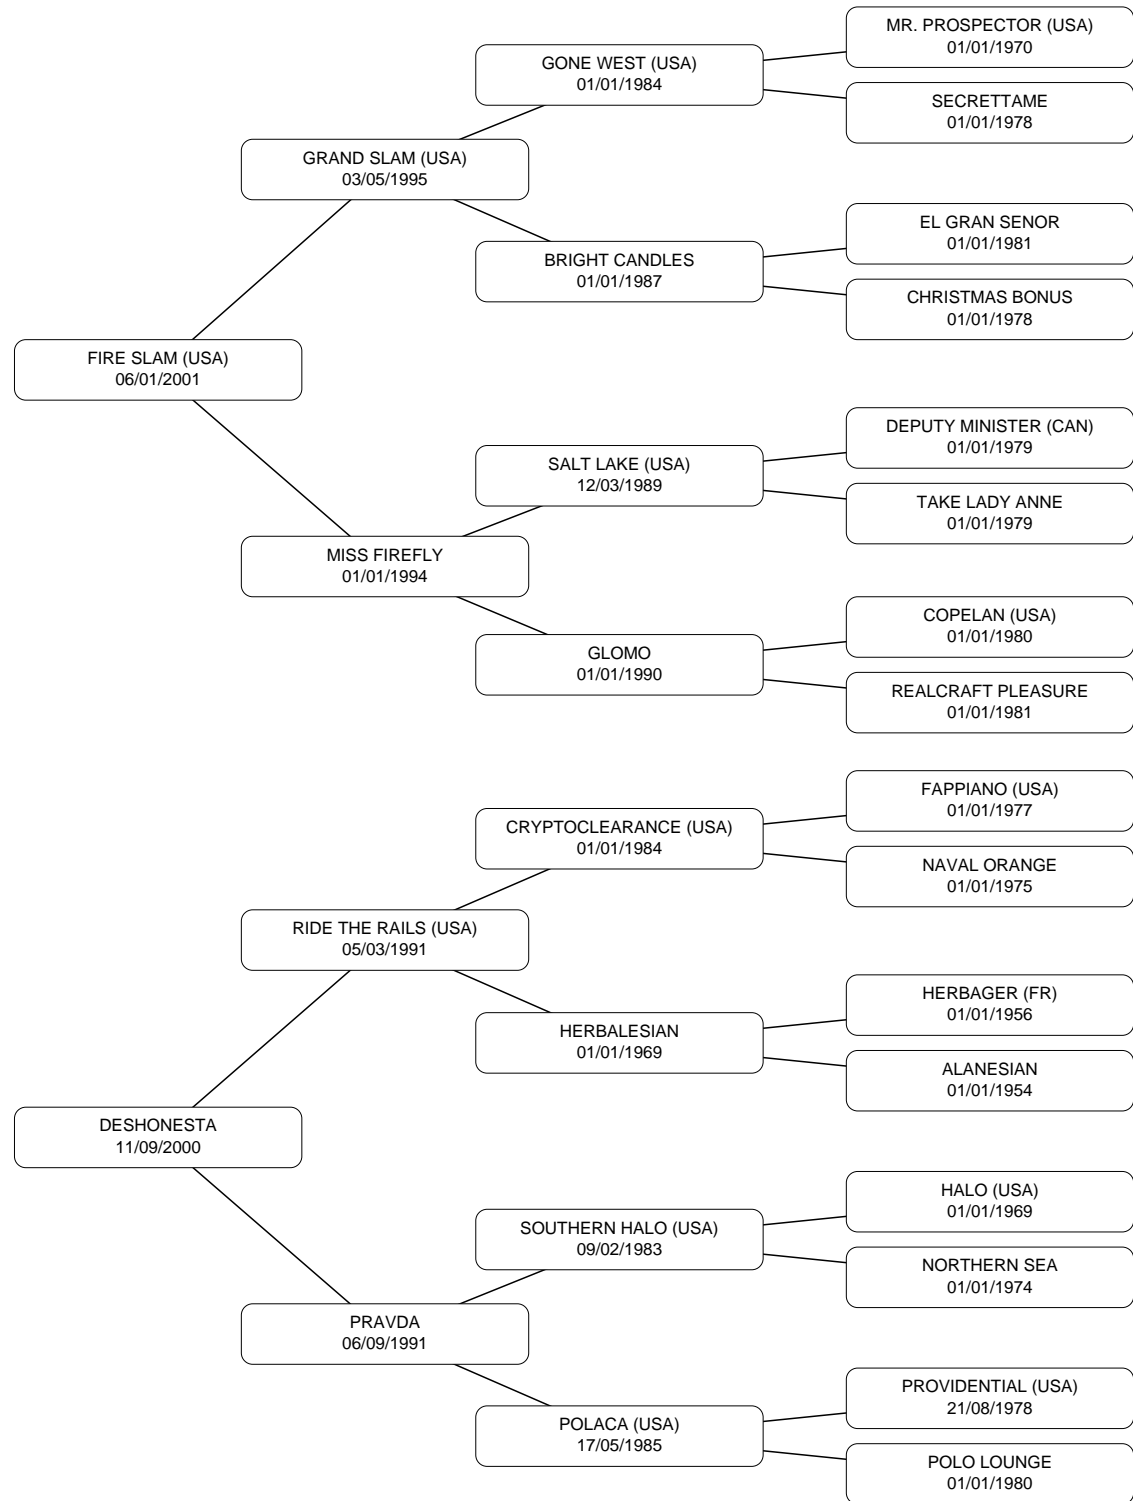 MR. PROSPECTOR (USA)
01/01/1970
GONE WEST (USA)
01/01/1984
SECRETTAME
01/01/1978
GRAND SLAM (USA)
03/05/1995
EL GRAN SENOR
01/01/1981
BRIGHT CANDLES
01/01/1987
CHRISTMAS BONUS
01/01/1978
FIRE SLAM (USA)
06/01/2001
DEPUTY MINISTER (CAN)
01/01/1979
SALT LAKE (USA)
12/03/1989
TAKE LADY ANNE
01/01/1979
MISS FIREFLY
01/01/1994
COPELAN (USA)
01/01/1980
GLOMO
01/01/1990
REALCRAFT PLEASURE
01/01/1981
FAPPIANO (USA)
01/01/1977
CRYPTOCLEARANCE (USA)
01/01/1984
NAVAL ORANGE
01/01/1975
RIDE THE RAILS (USA)
05/03/1991
HERBAGER (FR)
01/01/1956
HERBALESIAN
01/01/1969
ALANESIAN
01/01/1954
DESHONESTA
11/09/2000
HALO (USA)
01/01/1969
SOUTHERN HALO (USA)
09/02/1983
NORTHERN SEA
01/01/1974
PRAVDA
06/09/1991
PROVIDENTIAL (USA)
21/08/1978
POLACA (USA)
17/05/1985
POLO LOUNGE
01/01/1980